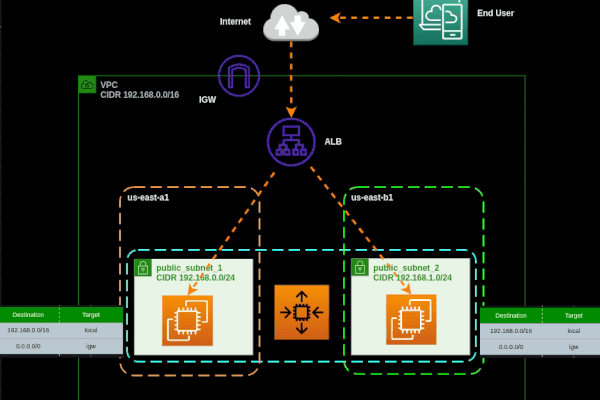 End User
Internet
VPC
CIDR 192.168.0.0/16
IGW
ALB
us-east-a1
us-east-b1
public_subnet_1
CIDR 192.168.0.0/24
public_subnet_2
CIDR 192.168.1.0/24
Destination Target
192.168.0.0/16 local
0.0.0.0/0 igw
Destination Target
192.168.0.0/16 local
0.0.0.0/0 igw